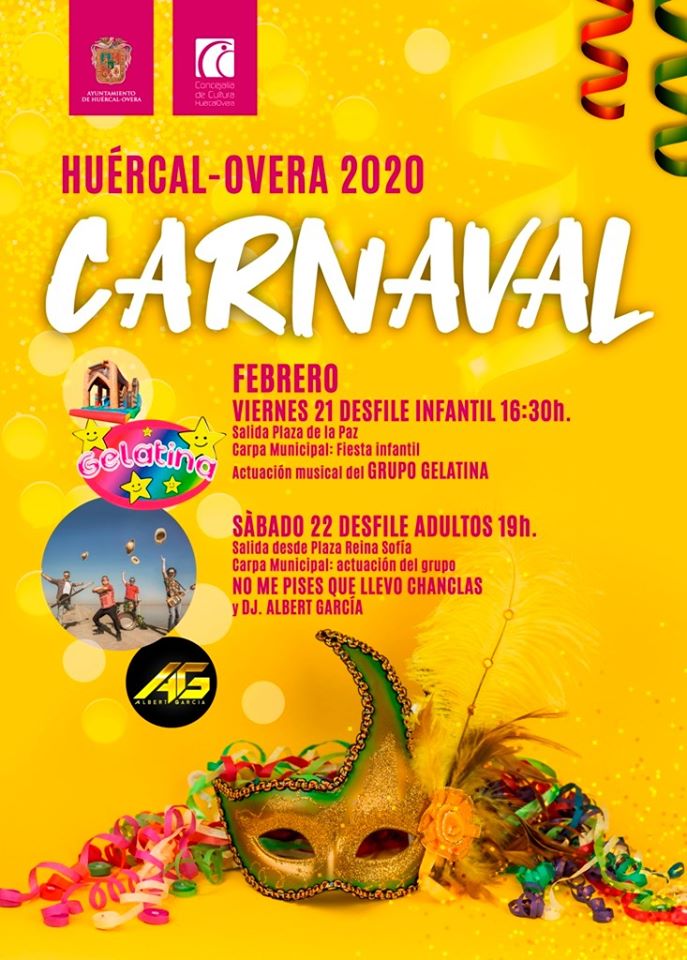 AYUNTAMIENTO
DE HUÉRCAL-OVERA
Concejalía
de Cultura
HuércalOvera
HUÉRCAL-OVERA 2020
CARNAVAL
FEBRERO
VIERNES 21 DESFILE INFANTIL 16:30h.
Salida Plaza de la Paz
Carpa Municipal: Fiesta infantil
Actuación musical del GRUPO GELATINA
Gelatina
SÀBADO 22 DESFILE ADULTOS 19h.
Salida desde Plaza Reina Sofía
Carpa Municipal: actuación del grupo
NO ME PISES QUE LLEVO CHANCLAS
y DJ. ALBERT GARCÍA
AG
ALBERT GARCIA